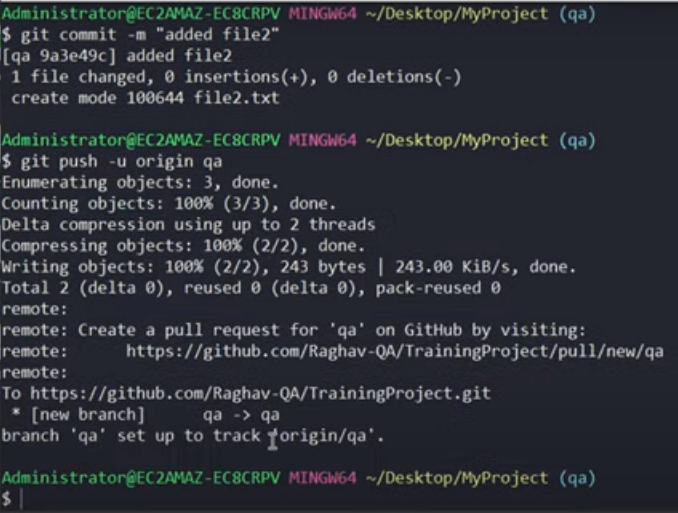 Administrator@EC2AMAZ-EC8CRPV MINGW64 ~/Desktop/MyProject (qa)
$ git commit -m "added file2"
[qa 9a3e49c] added file2
 1 file changed, 0 insertions(+), 0 deletions(-)
 create mode 100644 file2.txt

Administrator@EC2AMAZ-EC8CRPV MINGW64 ~/Desktop/MyProject (qa)
$ git push -u origin qa
Enumerating objects: 3, done.
Counting objects: 100% (3/3), done.
Delta compression using up to 2 threads
Compressing objects: 100% (2/2), done.
Writing objects: 100% (2/2), 243 bytes | 243.00 KiB/s, done.
Total 2 (delta 0), reused 0 (delta 0), pack-reused 0
remote:
remote: Create a pull request for 'qa' on GitHub by visiting:
remote:      https://github.com/Raghav-QA/TrainingProject/pull/new/qa
remote:
To https://github.com/Raghav-QA/TrainingProject.git
 * [new branch]      qa -> qa
branch 'qa' set up to track 'origin/qa'.

Administrator@EC2AMAZ-EC8CRPV MINGW64 ~/Desktop/MyProject (qa)
$